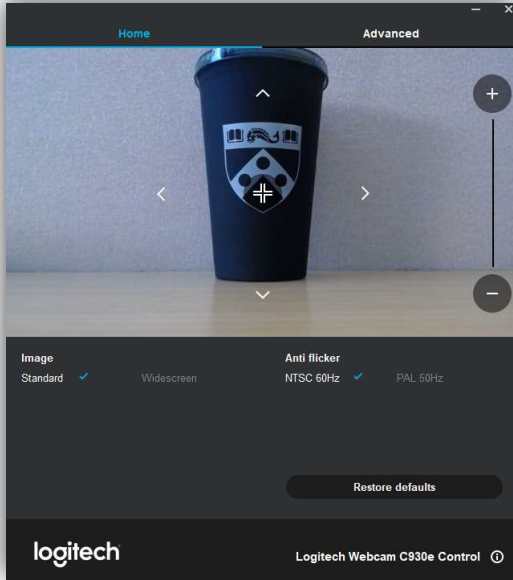 Home Advanced
Image Anti flicker
Standard Widescreen NTSC 60Hz PAL 50Hz
Restore defaults
logitech Logitech Webcam C930e Control